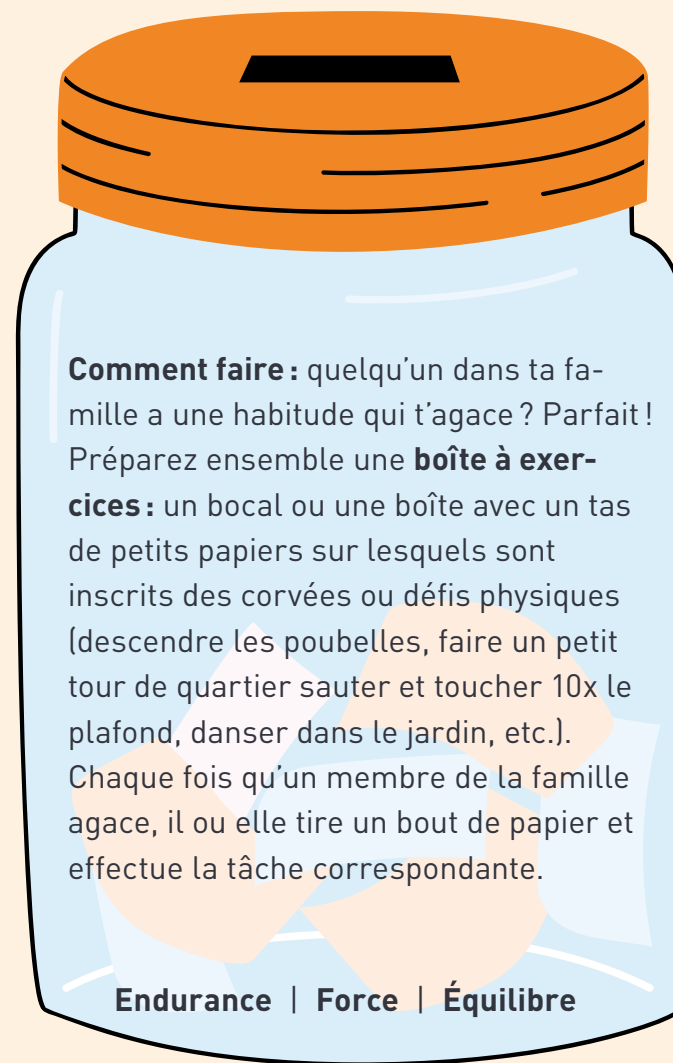 Comment faire : quelqu'un dans ta fa-
mille a une habitude qui t'agace ? Parfait !
Préparez ensemble une boîte à exer-
cices : un bocal ou une boîte avec un tas
de petits papiers sur lesquels sont
inscrits des corvées ou défis physiques
(descendre les poubelles, faire un petit
tour de quartier sauter et toucher 10x le
plafond, danser dans le jardin, etc.).
Chaque fois qu'un membre de la famille
agace, il ou elle tire un bout de papier et
effectue la tâche correspondante.
Endurance | Force | Équilibre